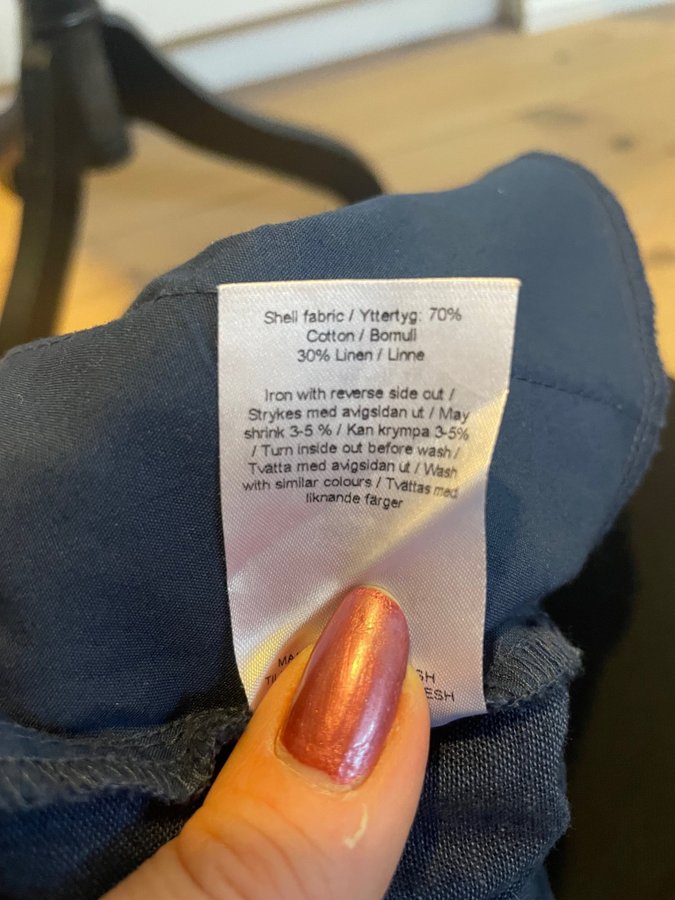 Shell fabric / Yttertyg: 70%
Cotton / Bomull
30% Linen / Linne
Iron with reverse side out /
Strykes med avigsidan ut / May
shrink 3-5 % / Kan krympa 3-5%
/ Turn inside out before wash /
Tvätta med avigsidan ut / Wash
with similar colours / Tvättas med
liknande färger